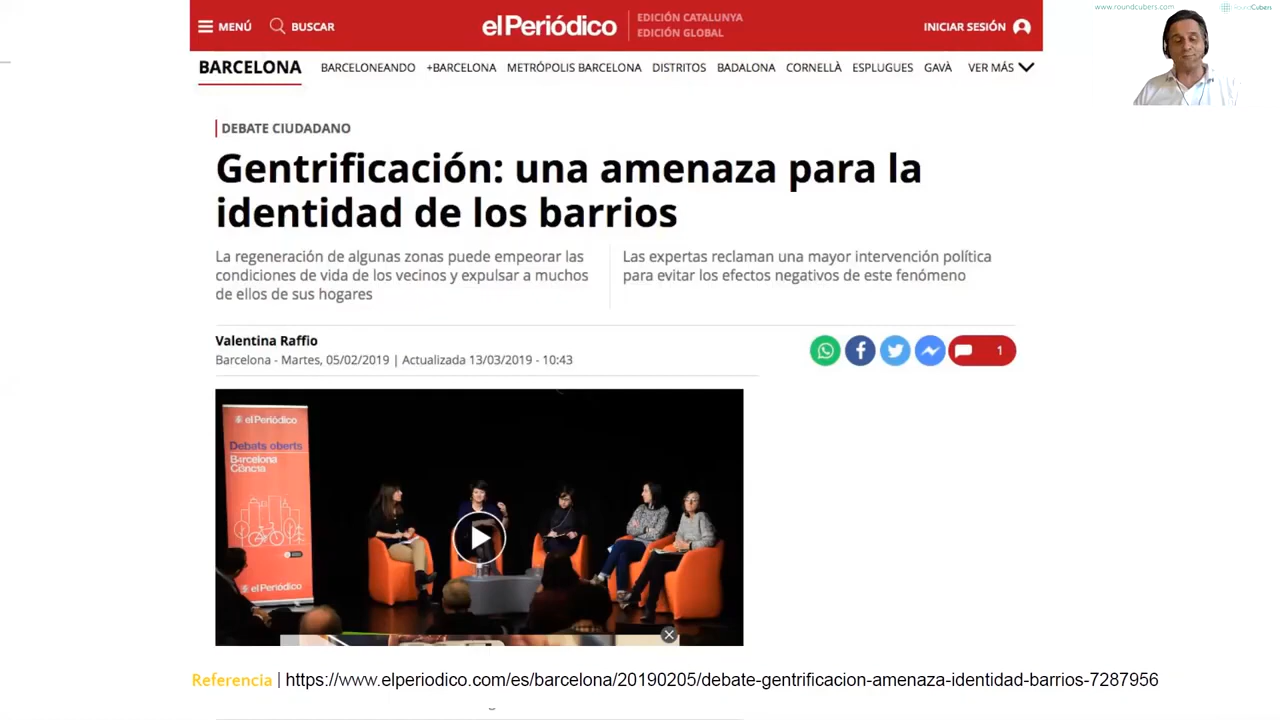 www.roundcubers.com
RoundCubers
MENÚ
BUSCAR
elPeriódico
EDICIÓN CATALUNYA
EDICIÓN GLOBAL
INICIAR SESIÓN
BARCELONA
BARCELONEANDO
+BARCELONA
METRÓPOLIS BARCELONA
DISTRITOS
BADALONA
CORNELLÀ
ESPLUGUES
GAVÀ
VER MÁS
DEBATE CIUDADANO
Gentrificación: una amenaza para la
identidad de los barrios
La regeneración de algunas zonas puede empeorar las
condiciones de vida de los vecinos y expulsar a muchos
de ellos de sus hogares
Las expertas reclaman una mayor intervención política
para evitar los efectos negativos de este fenómeno
Valentina Raffio
Barcelona - Martes, 05/02/2019 | Actualizada 13/03/2019 - 10:43
1
elPeriódico
Debats oberts
Barcelona
Ciència
elPeriódico
Referencia | https://www.elperiodico.com/es/barcelona/20190205/debate-gentrificacion-amenaza-identidad-barrios-7287956